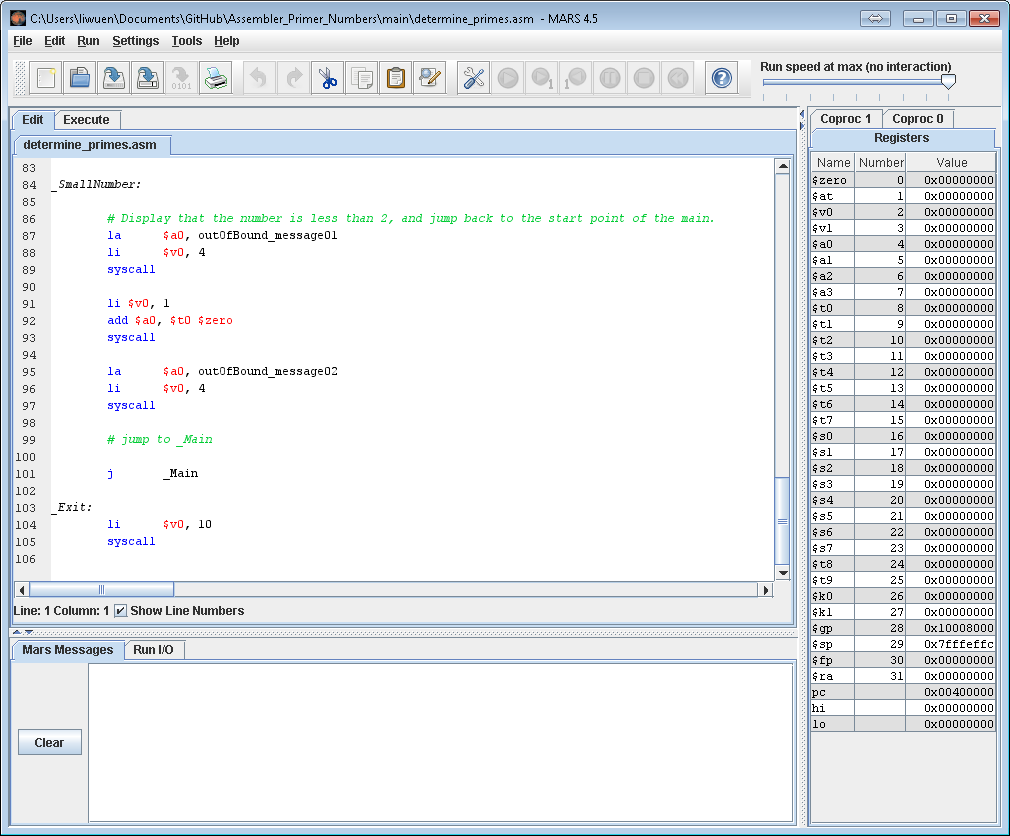 C:\Users\liwuen\Documents\GitHub\Assembler_Primer_Numbers\main\determine_primes.asm - MARS 4.5
File Edit Run Settings Tools Help
Run speed at max (no interaction)
Edit Execute
determine_primes.asm
83
84 _SmallNumber:
85
86 # Display that the number is less than 2, and jump back to the start point of the main.
87 la $a0, outOfBound_message01
88 li $v0, 4
89 syscall
90
91 li $v0, 1
92 add $a0, $t0 $zero
93 syscall
94
95 la $a0, outOfBound_message02
96 li $v0, 4
97 syscall
98
99 # jump to _Main
100
101 j _Main
102
103 _Exit:
104 li $v0, 10
105 syscall
106
Line: 1 Column: 1 Show Line Numbers
Mars Messages Run I/O
Clear
Coproc 1 Coproc 0
Registers
Name Number Value
$zero 0 0x00000000
$at 1 0x00000000
$v0 2 0x00000000
$v1 3 0x00000000
$a0 4 0x00000000
$a1 5 0x00000000
$a2 6 0x00000000
$a3 7 0x00000000
$t0 8 0x00000000
$t1 9 0x00000000
$t2 10 0x00000000
$t3 11 0x00000000
$t4 12 0x00000000
$t5 13 0x00000000
$t6 14 0x00000000
$t7 15 0x00000000
$s0 16 0x00000000
$s1 17 0x00000000
$s2 18 0x00000000
$s3 19 0x00000000
$s4 20 0x00000000
$s5 21 0x00000000
$s6 22 0x00000000
$s7 23 0x00000000
$t8 24 0x00000000
$t9 25 0x00000000
$k0 26 0x00000000
$k1 27 0x00000000
$gp 28 0x10008000
$sp 29 0x7fffeffc
$fp 30 0x00000000
$ra 31 0x00000000
pc 0x00400000
hi 0x00000000
lo 0x00000000